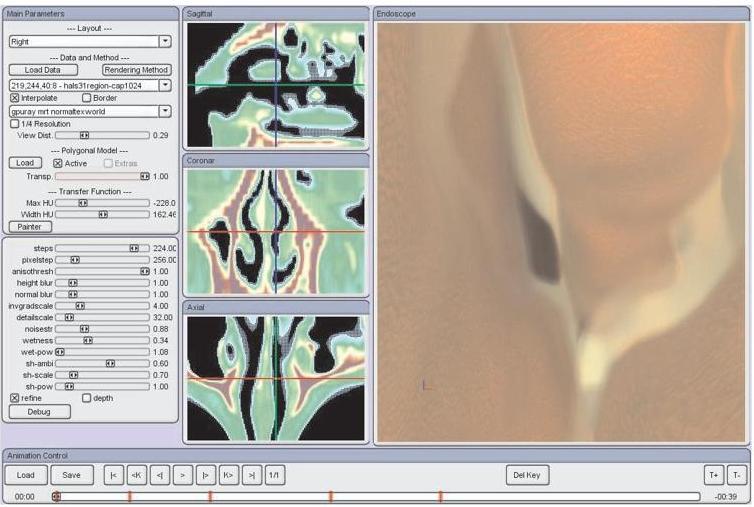 Main Parameters
--- Layout ---
Right
--- Data and Method ---
Load Data Rendering Method
219,244,40:8 - hals31region-cap1024
Interpolate Border
gpuray mrt normaltexworld
1/4 Resolution
View Dist. 0.29
--- Polygonal Model ---
Load Active Extras
Transp. 1.00
--- Transfer Function ---
Max HU -228.0
Width HU 162.46
Painter
steps 224.00
pixelstep 256.00
anisothresh 1.00
height blur 1.00
normal blur 1.00
invgradscale 4.00
detailscale 32.00
noisestr 0.88
wetness 0.34
wet-pow 1.08
sh-ambi 0.60
sh-scale 0.70
sh-pow 1.00
refine depth
Debug
Sagittal
Coronar
Axial
Endoscope
Animation Control
Load Save |< <K <| > |> K> >| 1/1 Del Key T+ T-
00:00 -00:39